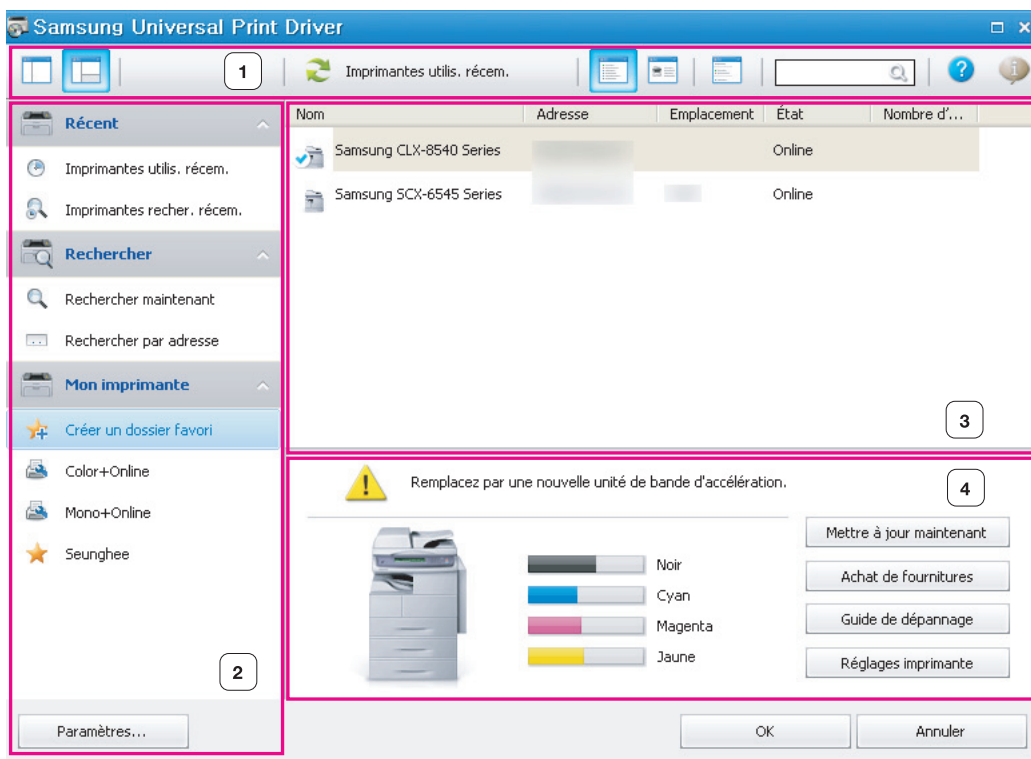 Samsung Universal Print Driver
1
Imprimantes utilis. récem.
?
i
Récent
Imprimantes utilis. récem.
Imprimantes recher. récem.
Rechercher
Rechercher maintenant
Rechercher par adresse
Mon imprimante
Créer un dossier favori
Color+Online
Mono+Online
Seunghee
2
Paramètres...
Nom Adresse Emplacement État Nombre d'...
Samsung CLX-8540 Series Online
Samsung SCX-6545 Series Online
3
Remplacez par une nouvelle unité de bande d'accélération.
4
Noir
Cyan
Magenta
Jaune
Mettre à jour maintenant
Achat de fournitures
Guide de dépannage
Réglages imprimante
OK
Annuler